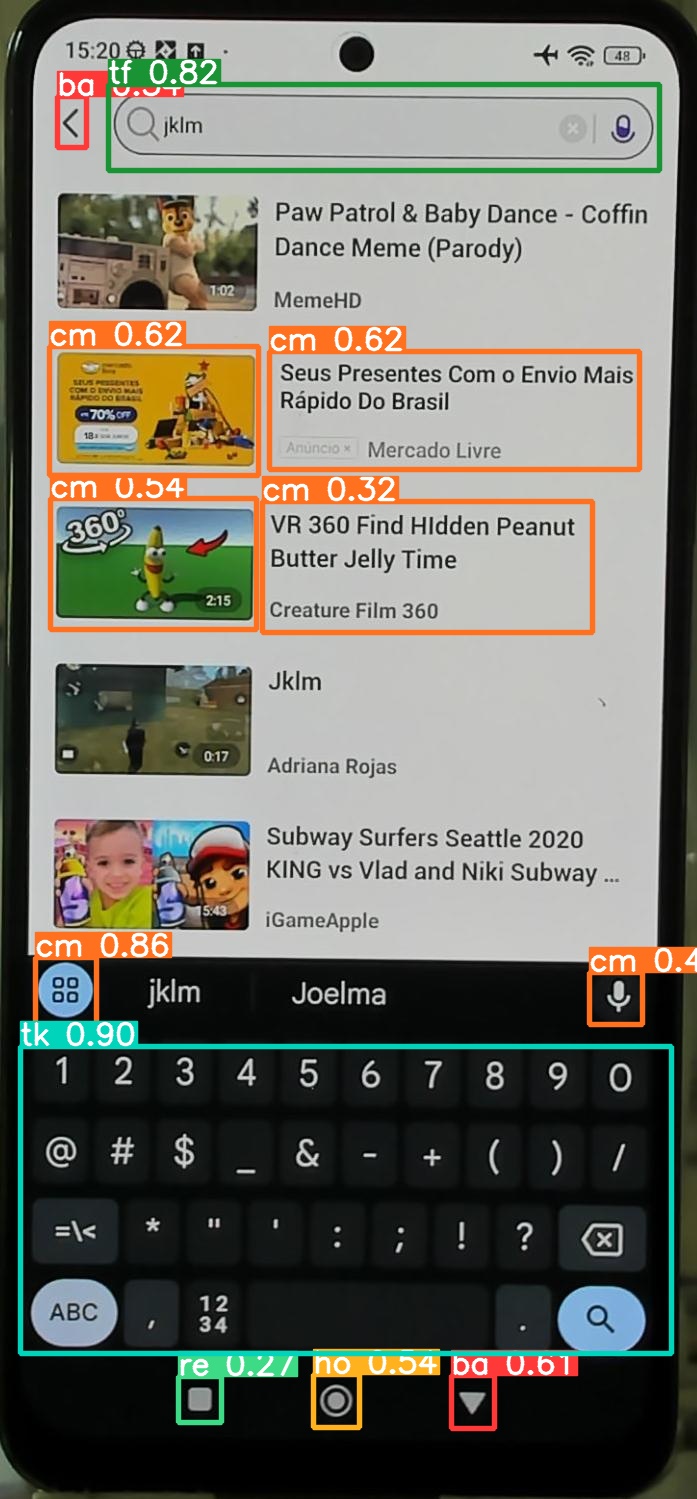 15:20 48
tf 0.82
ba 0.54
jklm
Paw Patrol & Baby Dance - Coffin
Dance Meme (Parody)
1:02
MemeHD
cm 0.62
cm 0.62
mercado
livre
SEUS PRESENTES
COM O ENVIO MAIS
RÁPIDO DO BRASIL
70% OFF
18x
Seus Presentes Com o Envio Mais
Rápido Do Brasil
Anúncio × Mercado Livre
cm 0.54
cm 0.32
360°
2:15
VR 360 Find HIdden Peanut
Butter Jelly Time
Creature Film 360
Jklm
0:17
Adriana Rojas
Subway Surfers Seattle 2020
KING vs Vlad and Niki Subway ...
15:43
iGameApple
cm 0.86
cm 0.4
jklm Joelma
tk 0.90
1 2 3 4 5 6 7 8 9 0
@ # $ _ & - + ( ) /
=\< * " ' : ; ! ?
ABC , 12 .
34
re 0.27 ho 0.54 ba 0.61